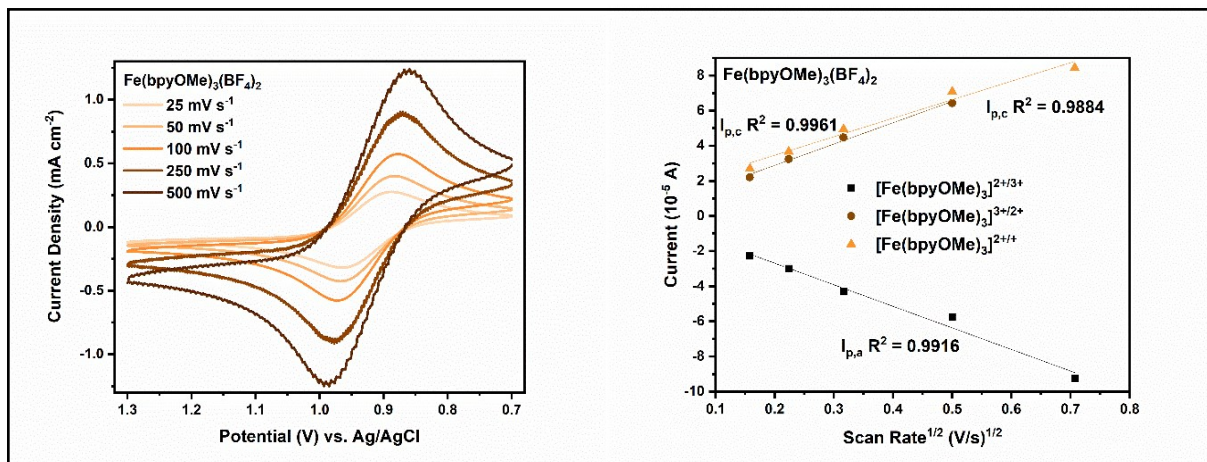 Fe(bpyOMe)₃(BF₄)₂
25 mV s⁻¹
50 mV s⁻¹
100 mV s⁻¹
250 mV s⁻¹
500 mV s⁻¹
Current Density (mA cm⁻²)
1.0
0.5
0.0
-0.5
-1.0
1.3 1.2 1.1 1.0 0.9 0.8 0.7
Potential (V) vs. Ag/AgCl
Fe(bpyOMe)₃(BF₄)₂
I_p,c R² = 0.9961
I_p,c R² = 0.9884
[Fe(bpyOMe)₃]²⁺/³⁺
[Fe(bpyOMe)₃]³⁺/²⁺
[Fe(bpyOMe)₃]²⁺/⁺
I_p,a R² = 0.9916
Current (10⁻⁵ A)
8
6
4
2
0
-2
-4
-6
-8
-10
0.1 0.2 0.3 0.4 0.5 0.6 0.7 0.8
Scan Rate¹/² (V/s)¹/²